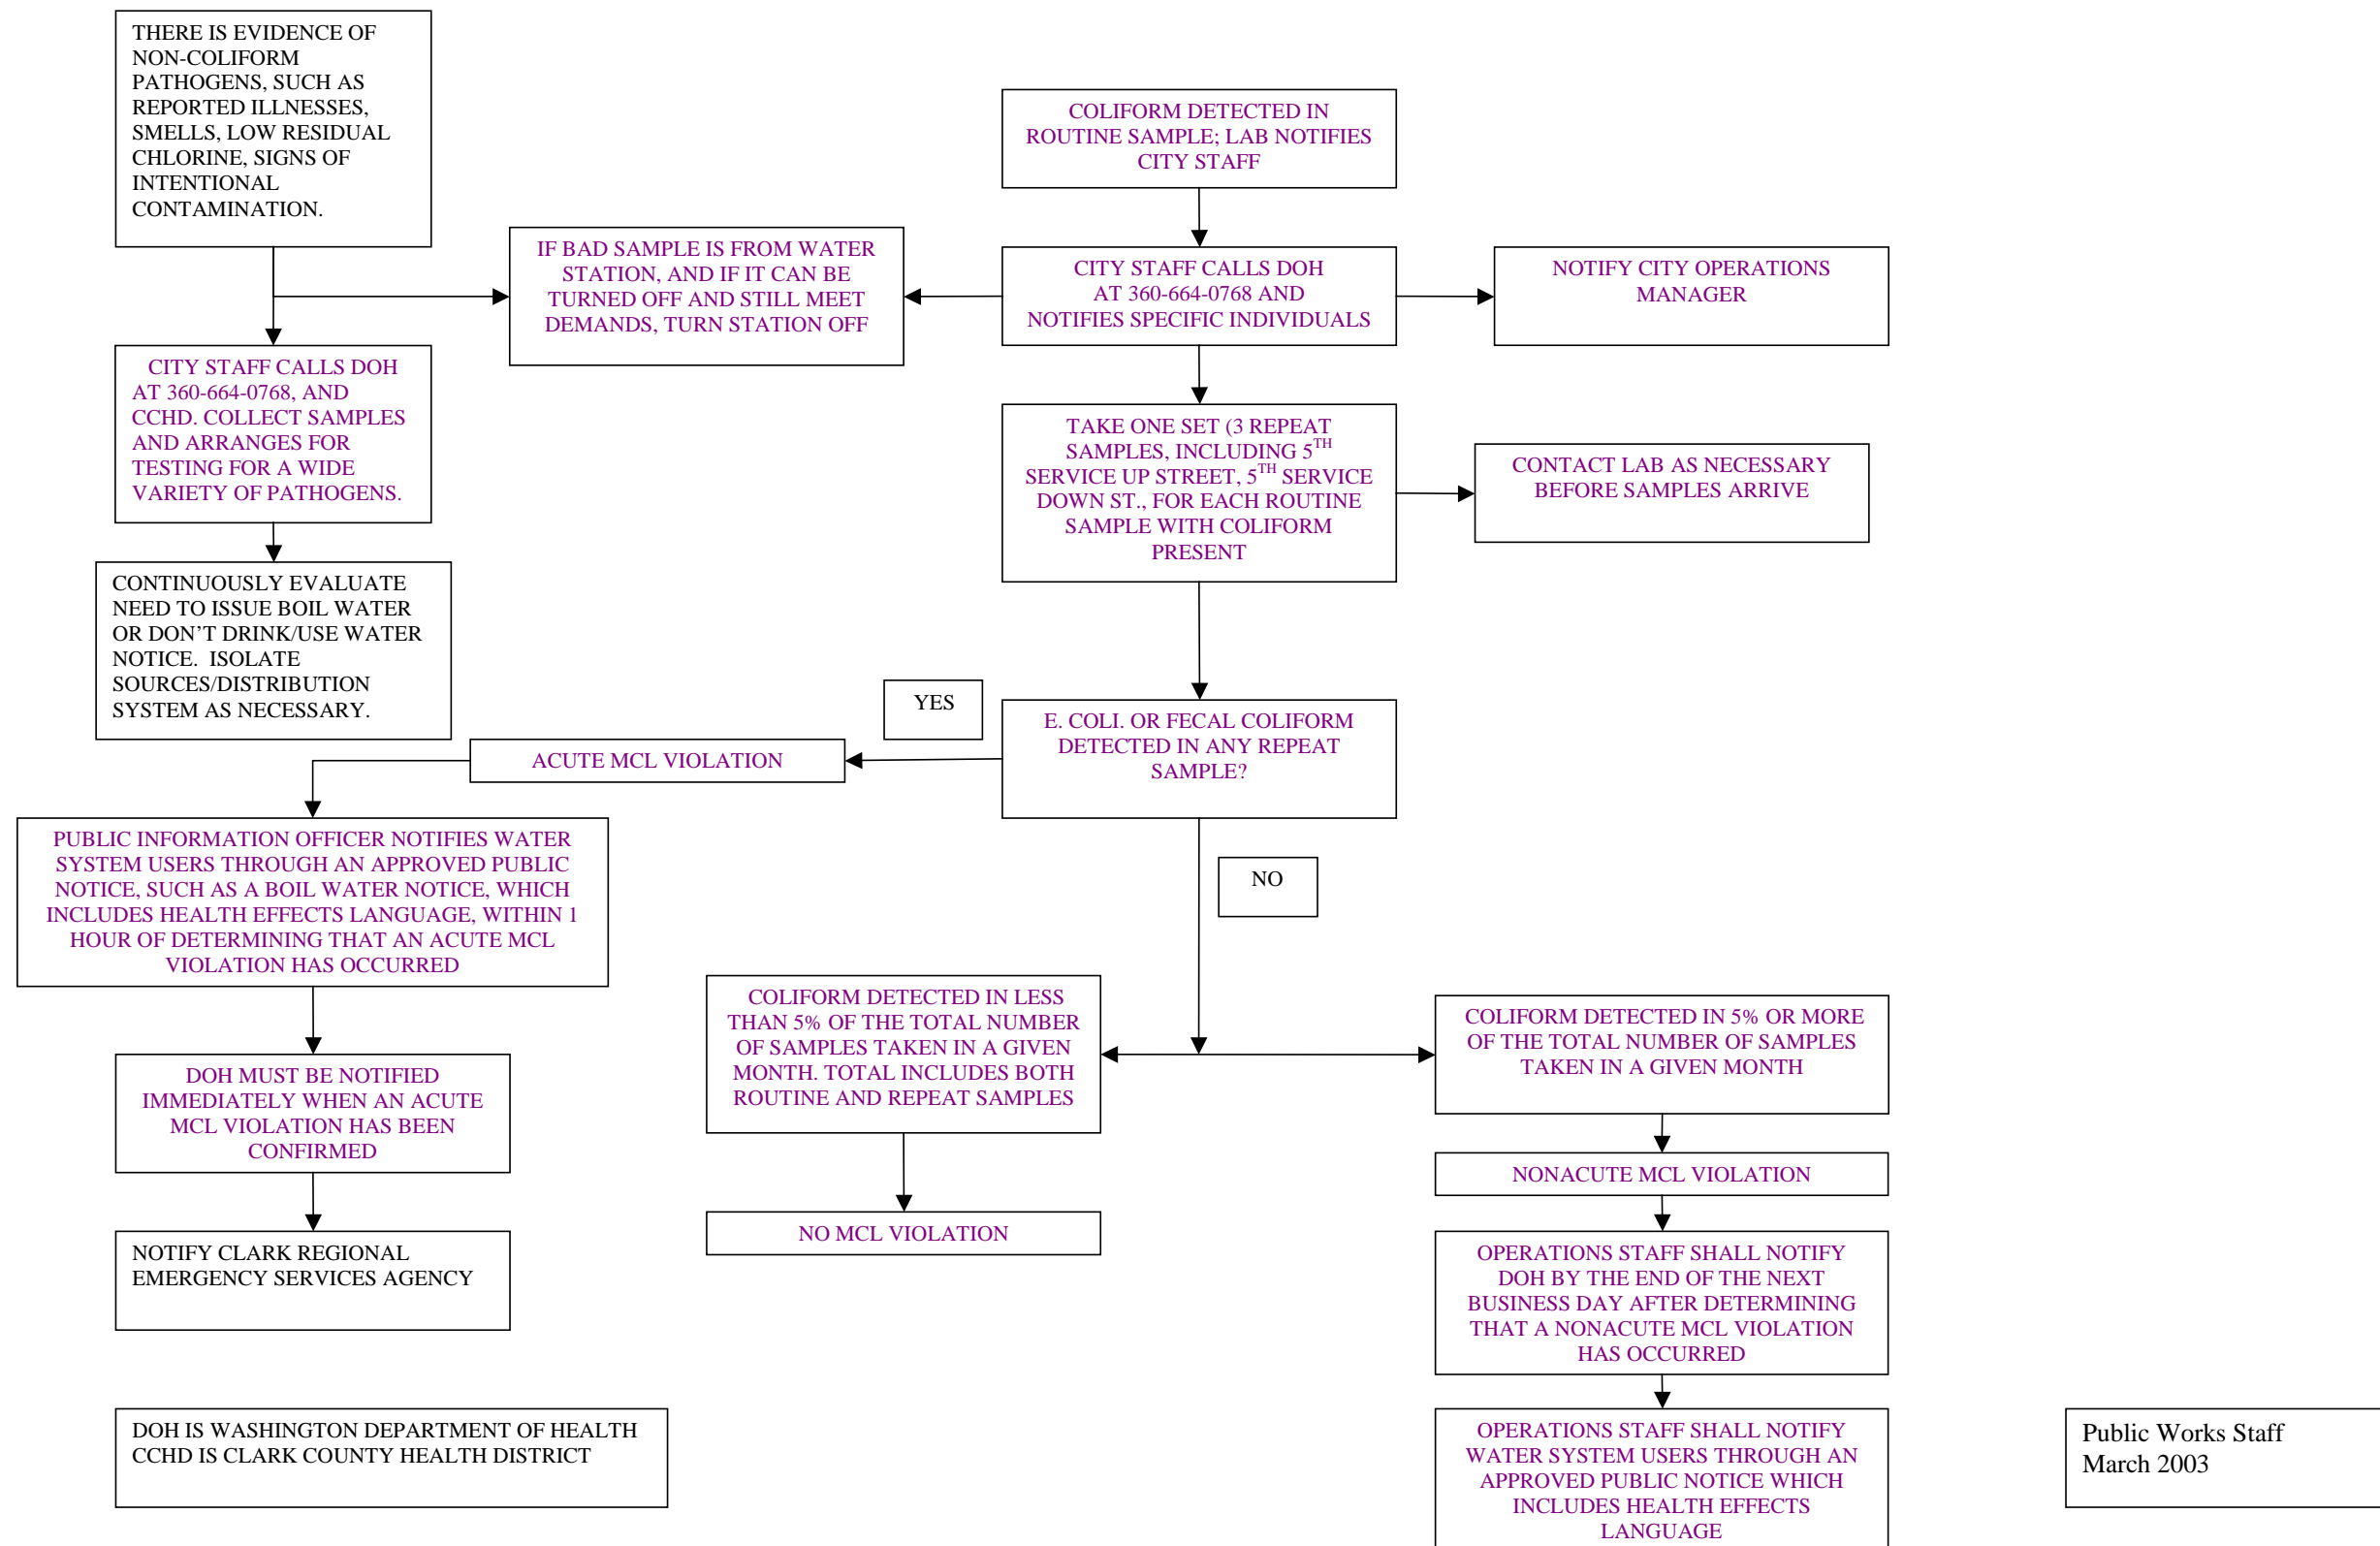 THERE IS EVIDENCE OF
NON-COLIFORM
PATHOGENS, SUCH AS
REPORTED ILLNESSES,
SMELLS, LOW RESIDUAL
CHLORINE, SIGNS OF
INTENTIONAL
CONTAMINATION.
COLIFORM DETECTED IN
ROUTINE SAMPLE; LAB NOTIFIES
CITY STAFF
IF BAD SAMPLE IS FROM WATER
STATION, AND IF IT CAN BE
TURNED OFF AND STILL MEET
DEMANDS, TURN STATION OFF
CITY STAFF CALLS DOH
AT 360-664-0768 AND
NOTIFIES SPECIFIC INDIVIDUALS
NOTIFY CITY OPERATIONS
MANAGER
CITY STAFF CALLS DOH
AT 360-664-0768, AND
CCHD. COLLECT SAMPLES
AND ARRANGES FOR
TESTING FOR A WIDE
VARIETY OF PATHOGENS.
TAKE ONE SET (3 REPEAT
SAMPLES, INCLUDING 5TH
SERVICE UP STREET, 5TH SERVICE
DOWN ST., FOR EACH ROUTINE
SAMPLE WITH COLIFORM
PRESENT
CONTACT LAB AS NECESSARY
BEFORE SAMPLES ARRIVE
CONTINUOUSLY EVALUATE
NEED TO ISSUE BOIL WATER
OR DON'T DRINK/USE WATER
NOTICE. ISOLATE
SOURCES/DISTRIBUTION
SYSTEM AS NECESSARY.
YES
E. COLI. OR FECAL COLIFORM
DETECTED IN ANY REPEAT
SAMPLE?
ACUTE MCL VIOLATION
PUBLIC INFORMATION OFFICER NOTIFIES WATER
SYSTEM USERS THROUGH AN APPROVED PUBLIC
NOTICE, SUCH AS A BOIL WATER NOTICE, WHICH
INCLUDES HEALTH EFFECTS LANGUAGE, WITHIN 1
HOUR OF DETERMINING THAT AN ACUTE MCL
VIOLATION HAS OCCURRED
NO
COLIFORM DETECTED IN LESS
THAN 5% OF THE TOTAL NUMBER
OF SAMPLES TAKEN IN A GIVEN
MONTH. TOTAL INCLUDES BOTH
ROUTINE AND REPEAT SAMPLES
COLIFORM DETECTED IN 5% OR MORE
OF THE TOTAL NUMBER OF SAMPLES
TAKEN IN A GIVEN MONTH
DOH MUST BE NOTIFIED
IMMEDIATELY WHEN AN ACUTE
MCL VIOLATION HAS BEEN
CONFIRMED
NONACUTE MCL VIOLATION
NO MCL VIOLATION
NOTIFY CLARK REGIONAL
EMERGENCY SERVICES AGENCY
OPERATIONS STAFF SHALL NOTIFY
DOH BY THE END OF THE NEXT
BUSINESS DAY AFTER DETERMINING
THAT A NONACUTE MCL VIOLATION
HAS OCCURRED
DOH IS WASHINGTON DEPARTMENT OF HEALTH
CCHD IS CLARK COUNTY HEALTH DISTRICT
OPERATIONS STAFF SHALL NOTIFY
WATER SYSTEM USERS THROUGH AN
APPROVED PUBLIC NOTICE WHICH
INCLUDES HEALTH EFFECTS
LANGUAGE
Public Works Staff
March 2003